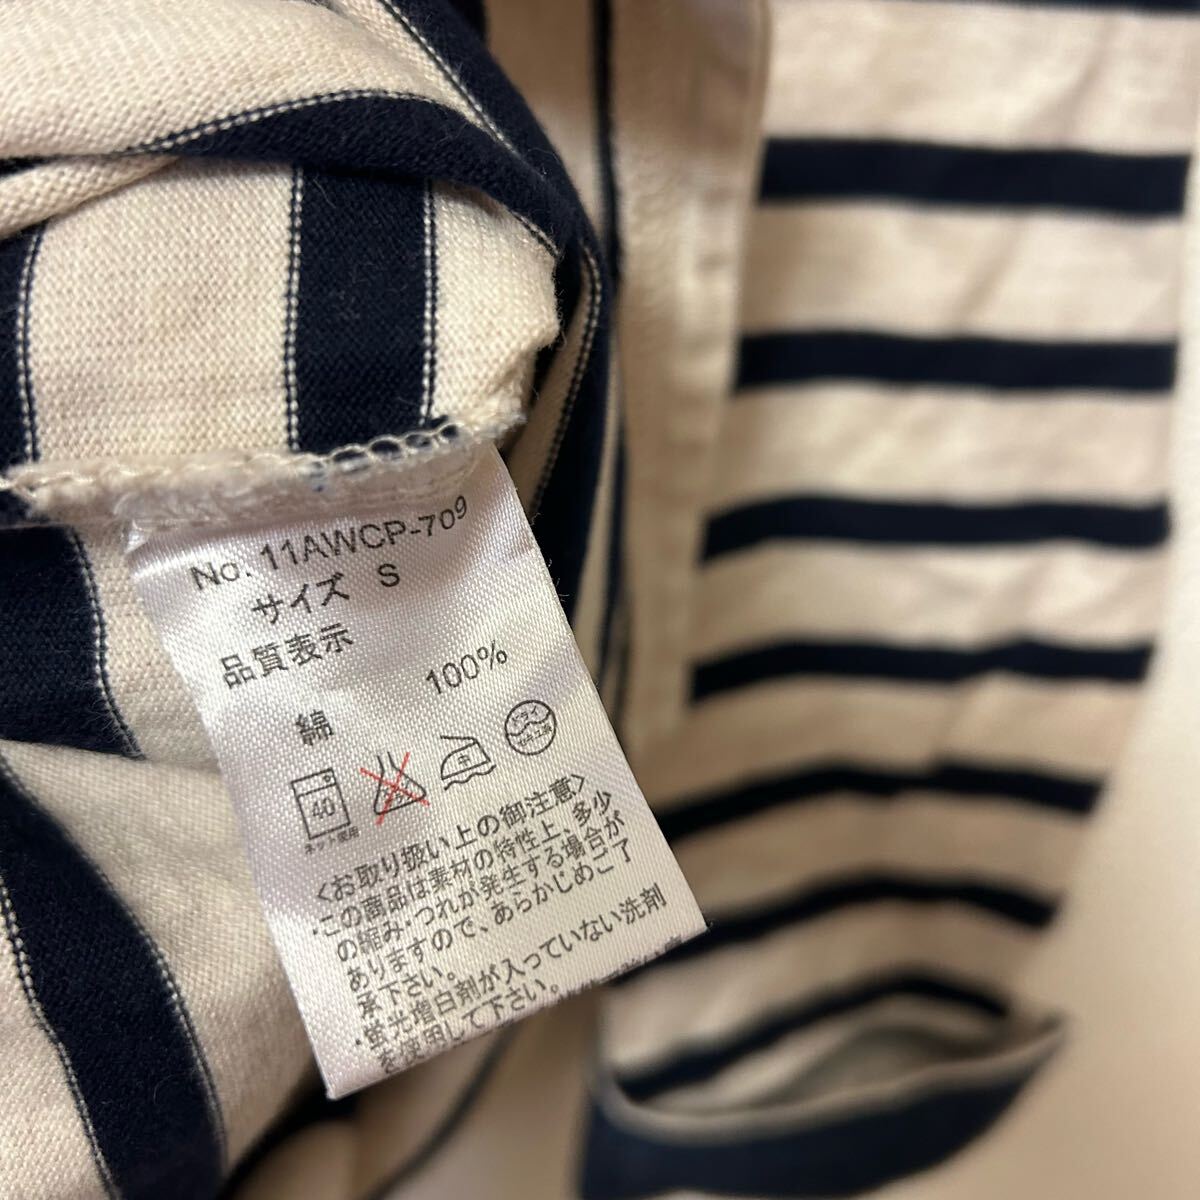 No. 11AWCP-709
サイズ S
品質表示
綿 100%
40
ネット使用
中
ドライ
<お取り扱い上の御注意>
・この商品は素材の特性上、多少
の縮み・つれが発生する場合が
ありますので、あらかじめご了
承下さい。
・蛍光増白剤が入っていない洗剤
を使用して下さい。